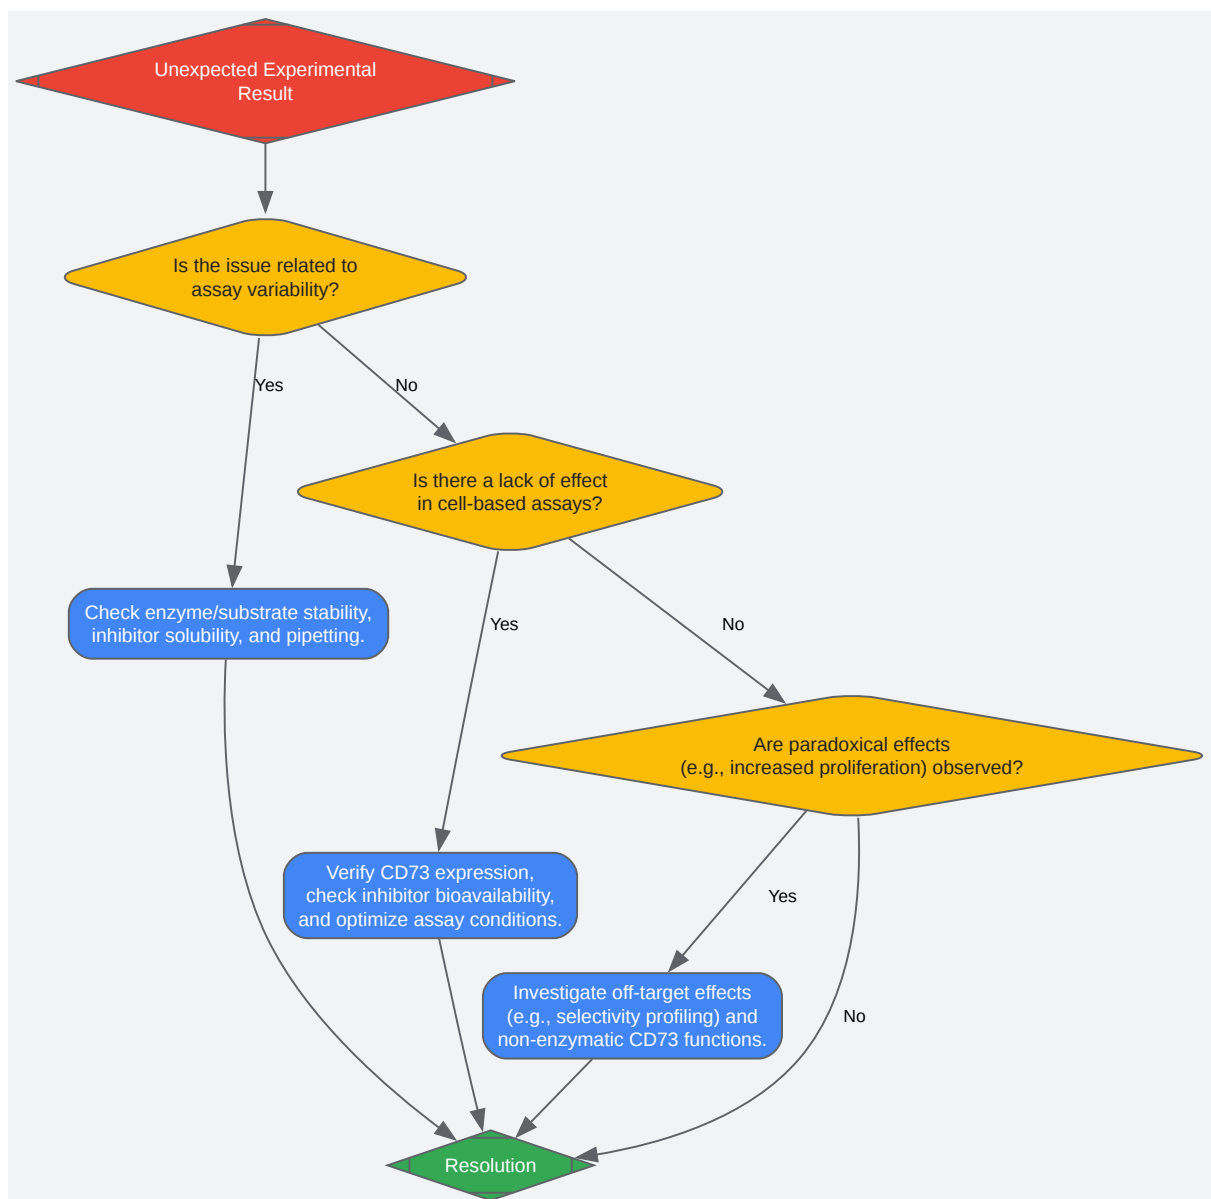 Unexpected Experimental
Result
Is the issue related to
assay variability?
Yes
No
Is there a lack of effect
in cell-based assays?
Check enzyme/substrate stability,
inhibitor solubility, and pipetting.
Yes
No
Are paradoxical effects
(e.g., increased proliferation) observed?
Verify CD73 expression,
check inhibitor bioavailability,
and optimize assay conditions.
Yes
Investigate off-target effects
(e.g., selectivity profiling) and
non-enzymatic CD73 functions.
No
Resolution